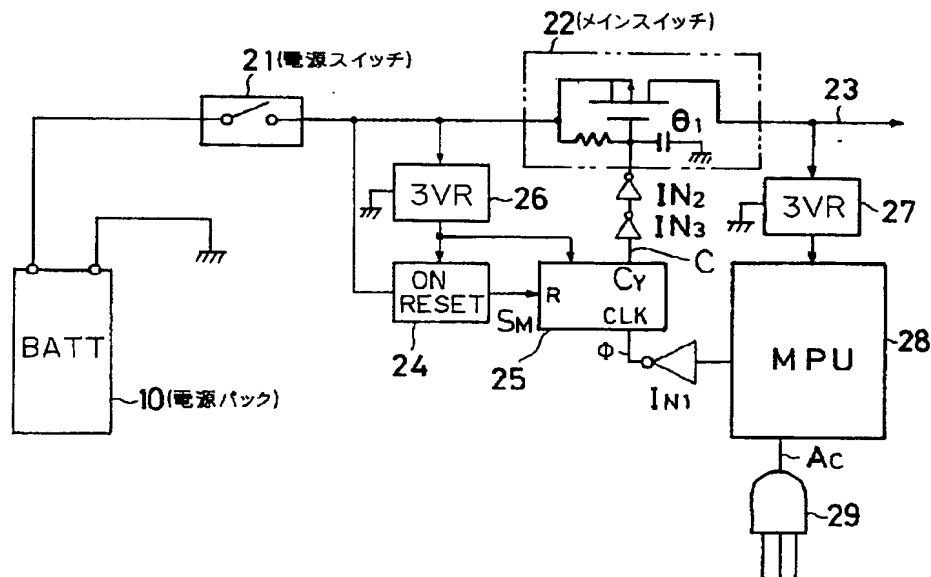 22(メインスイッチ)
21(電源スイッチ)
23
θ1
3VR
26
IN2
3VR
27
IN3
C
ON
RESET
R
CY
CLK
SM
24
25
Φ
IN1
MPU
28
BATT
10(電源パック)
AC
29